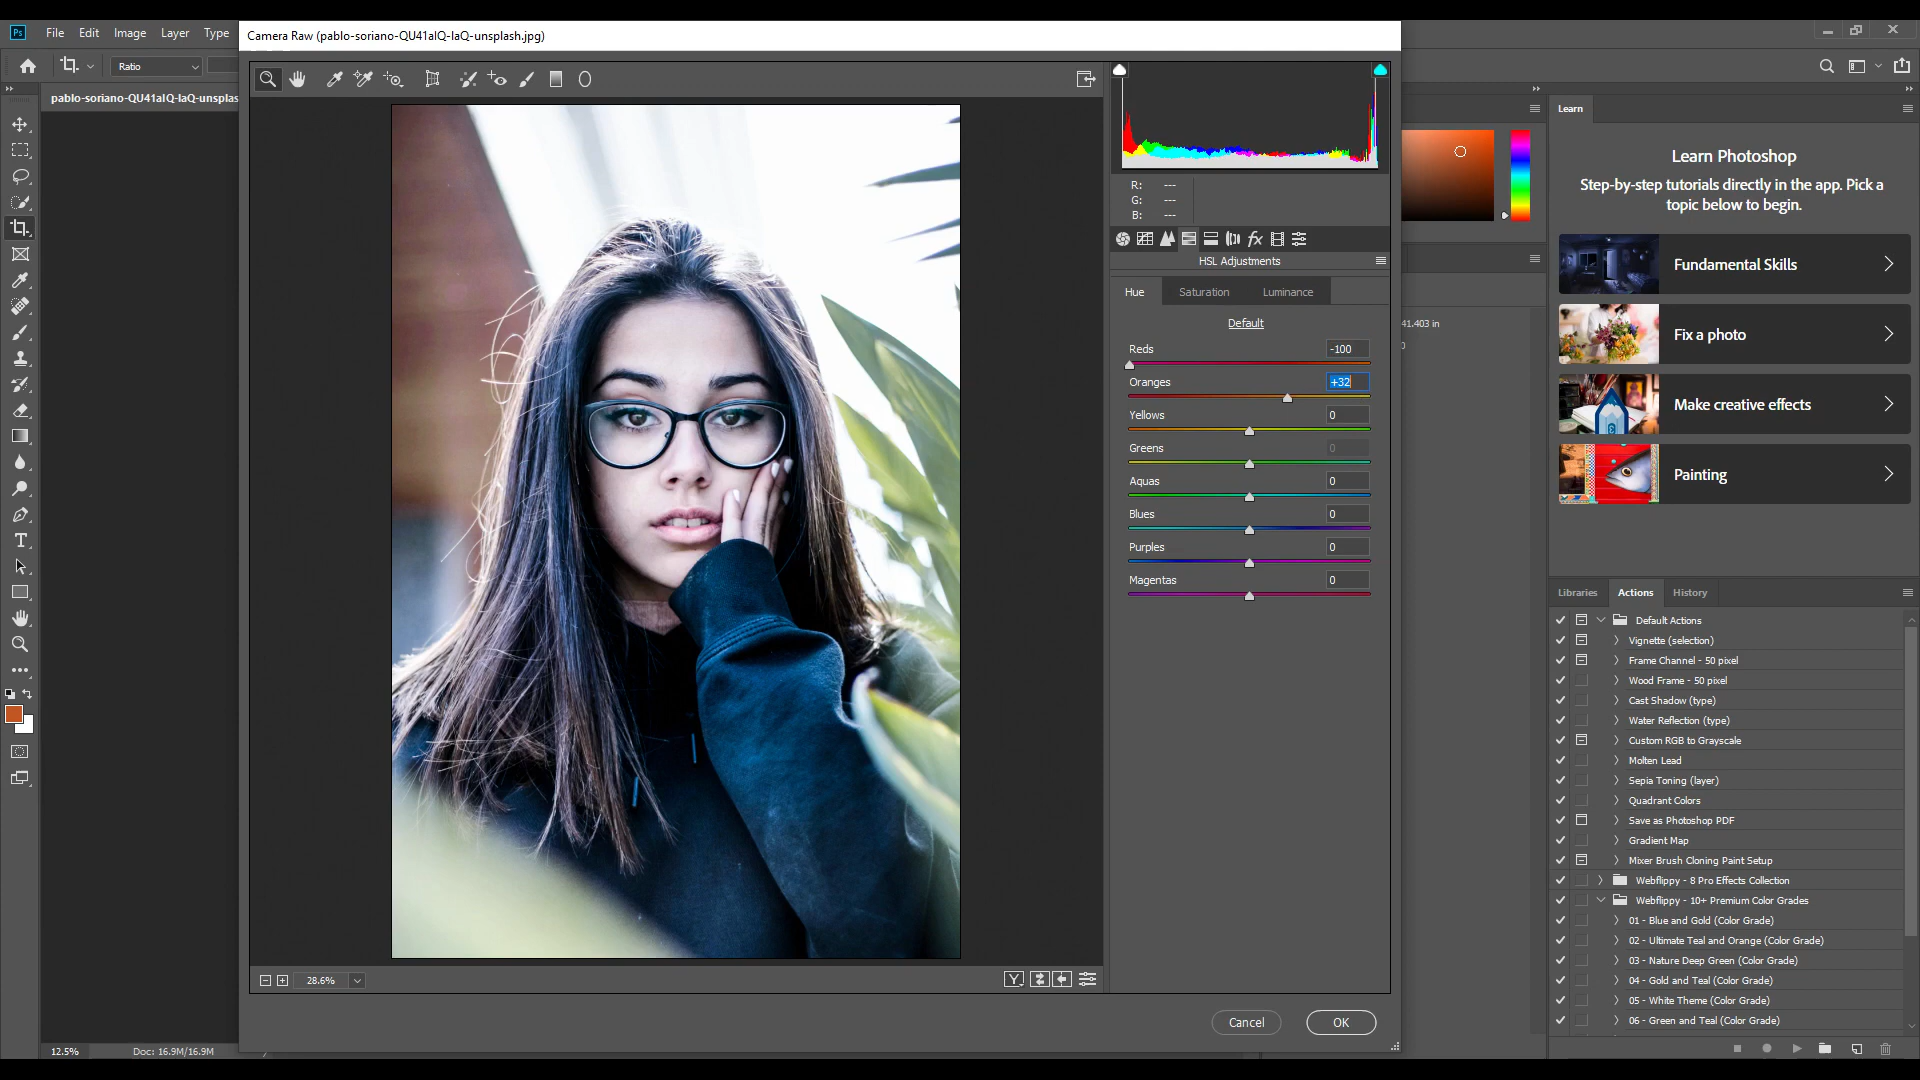 Ps File Edit Image Layer Type
Camera Raw (pablo-soriano-QU41aIQ-IaQ-unsplash.jpg)
Ratio
pablo-soriano-QU41aIQ-IaQ-unsplas
R: ---
G: ---
B: ---
fx
HSL Adjustments
Hue Saturation Luminance
Default
Reds -100
Oranges +32
Yellows 0
Greens 0
Aquas 0
Blues 0
Purples 0
Magentas 0
28.6%
Y
Cancel OK
12.5% Doc: 16.9M/16.9M
41.403 in
Learn
Learn Photoshop
Step-by-step tutorials directly in the app. Pick a
topic below to begin.
Fundamental Skills
Fix a photo
Make creative effects
Painting
Libraries Actions History
Default Actions
Vignette (selection)
Frame Channel - 50 pixel
Wood Frame - 50 pixel
Cast Shadow (type)
Water Reflection (type)
Custom RGB to Grayscale
Molten Lead
Sepia Toning (layer)
Quadrant Colors
Save as Photoshop PDF
Gradient Map
Mixer Brush Cloning Paint Setup
Webflippy - 8 Pro Effects Collection
Webflippy - 10+ Premium Color Grades
01 - Blue and Gold (Color Grade)
02 - Ultimate Teal and Orange (Color Grade)
03 - Nature Deep Green (Color Grade)
04 - Gold and Teal (Color Grade)
05 - White Theme (Color Grade)
06 - Green and Teal (Color Grade)